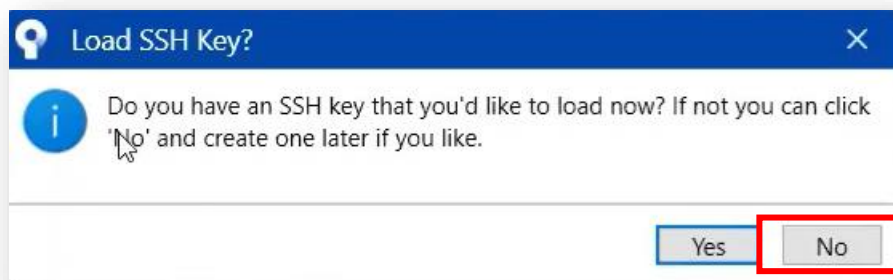 Load SSH Key?
Do you have an SSH key that you'd like to load now? If not you can click
'No' and create one later if you like.
Yes
No